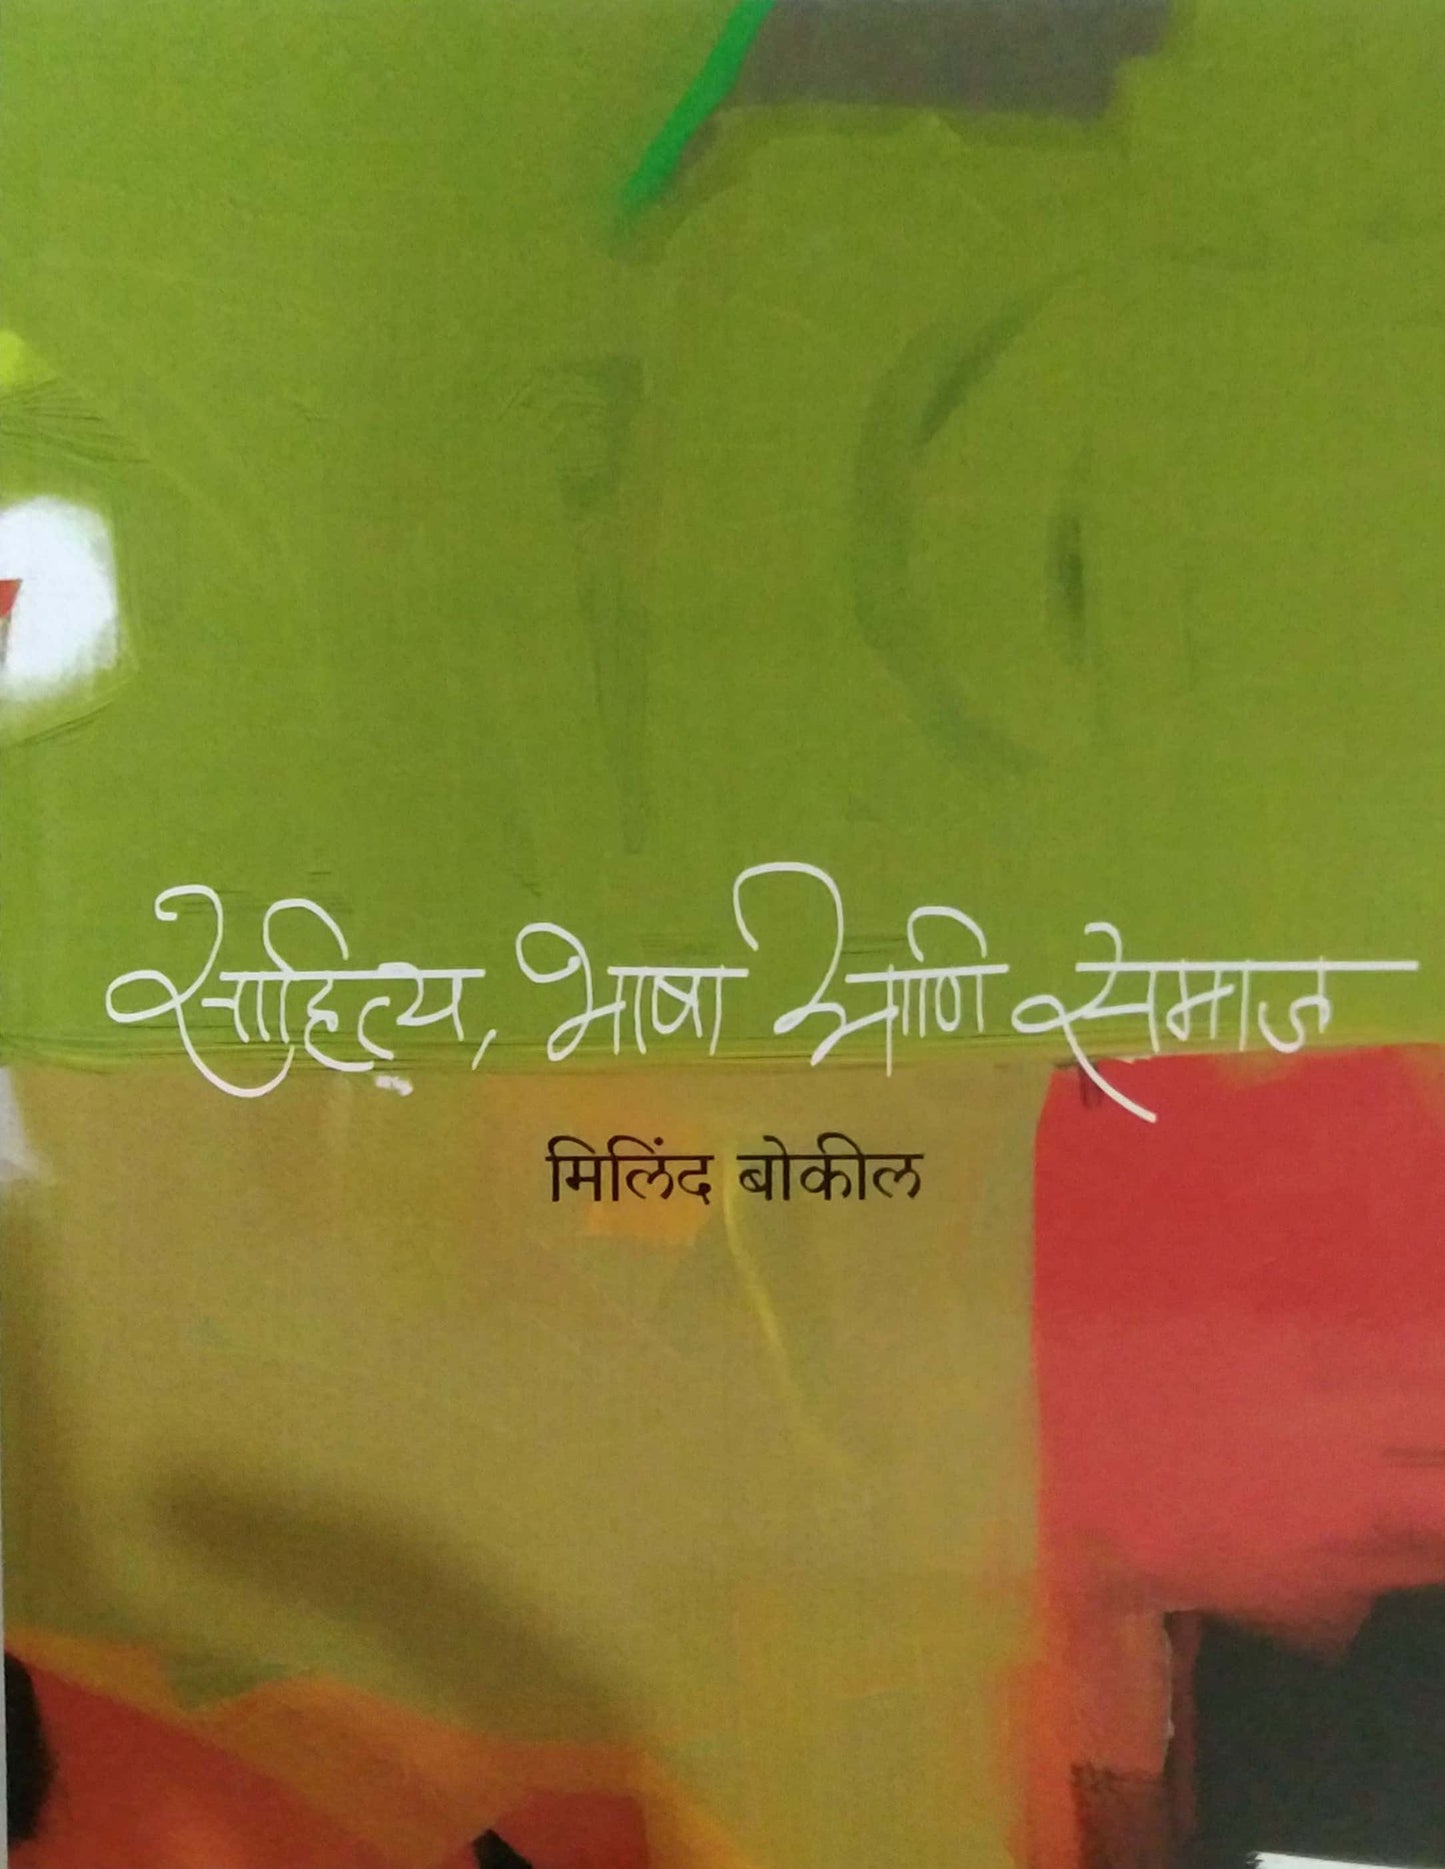 साहित्य, भाषा आणि समाज
मिलिंद बोकील